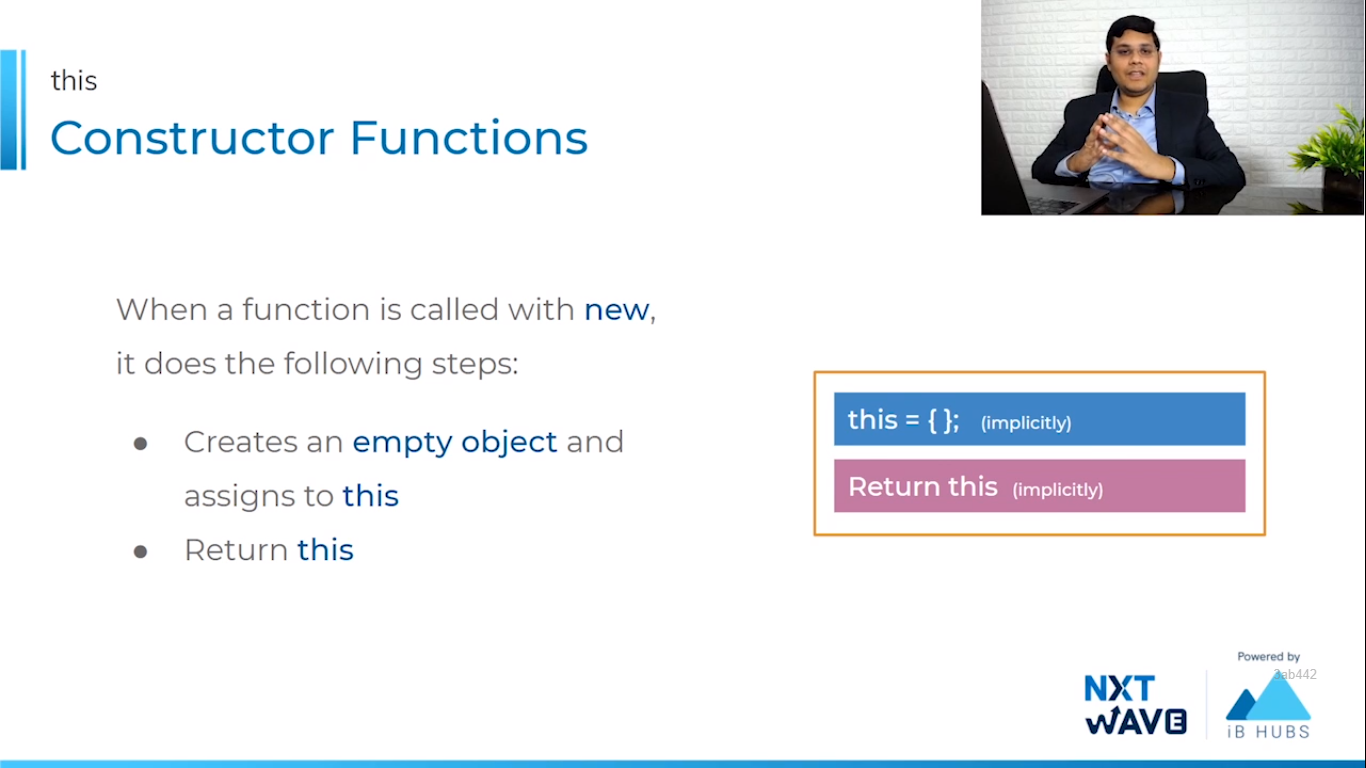 this
Constructor Functions
When a function is called with new,
it does the following steps:
● Creates an empty object and
assigns to this
● Return this
this = { }; (implicitly)
Return this (implicitly)
NXT
WAVE
Powered by
3ab442
iB HUBS